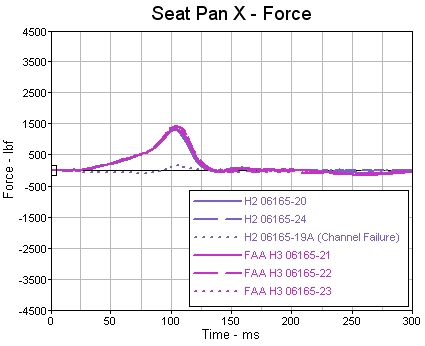 Seat Pan X - Force
4500
3500
2500
1500
500
-500
-1500
-2500
-3500
-4500
Force - lbf
H2 06165-20
H2 06165-24
H2 06165-19A (Channel Failure)
FAA H3 06165-21
FAA H3 06165-22
FAA H3 06165-23
0 50 100 150 200 250 300
Time - ms